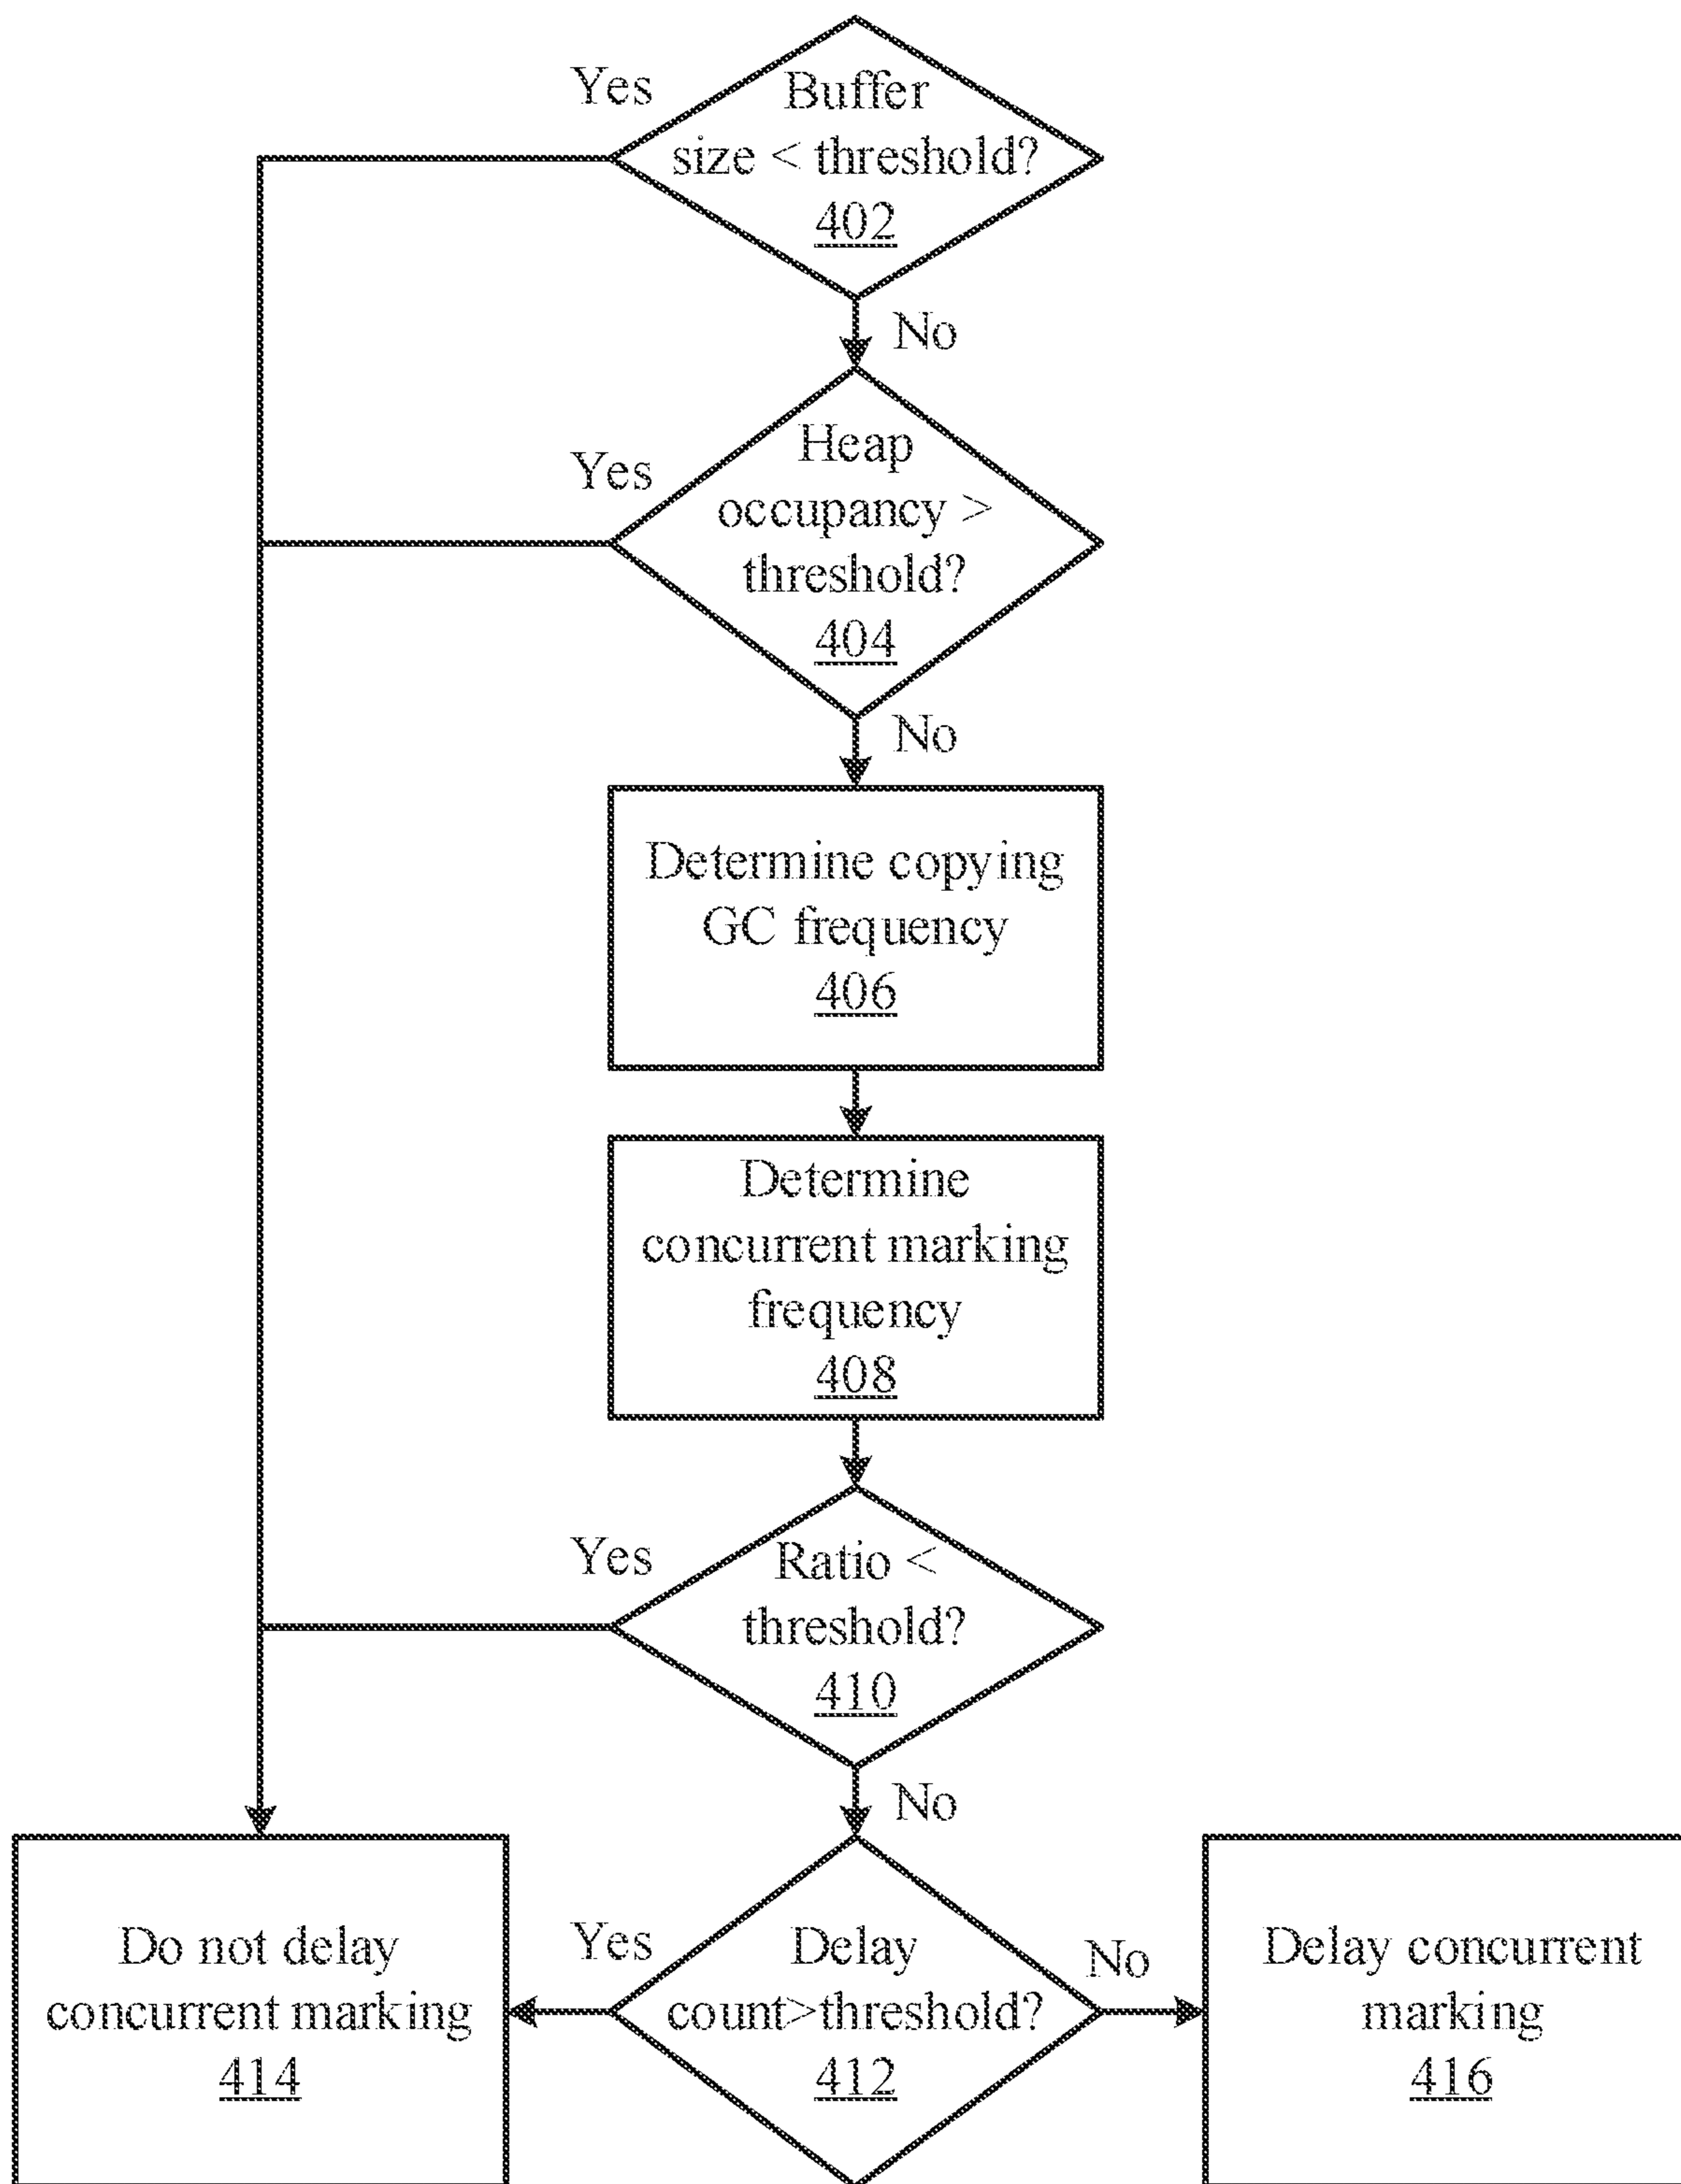 Yes
Buffer
size < threshold?
402
No
Yes
Heap
occupancy >
threshold?
404
No
Determine copying
GC frequency
406
Determine
concurrent marking
frequency
408
Yes
Ratio <
threshold?
410
No
Do not delay
concurrent marking
414
Yes
Delay
count>threshold?
412
No
Delay concurrent
marking
416